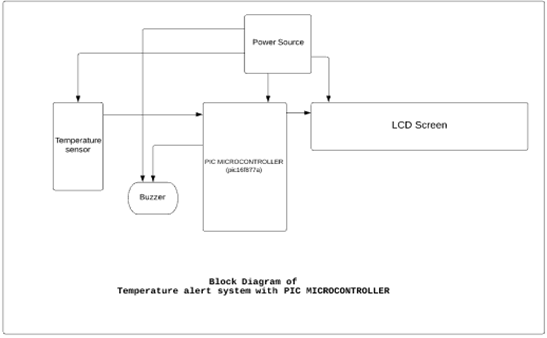 Power Source
LCD Screen
Temperature
sensor
PIC MICROCONTROLLER
(pic16f877a)
Buzzer
Block Diagram of
Temperature alert system with PIC MICROCONTROLLER